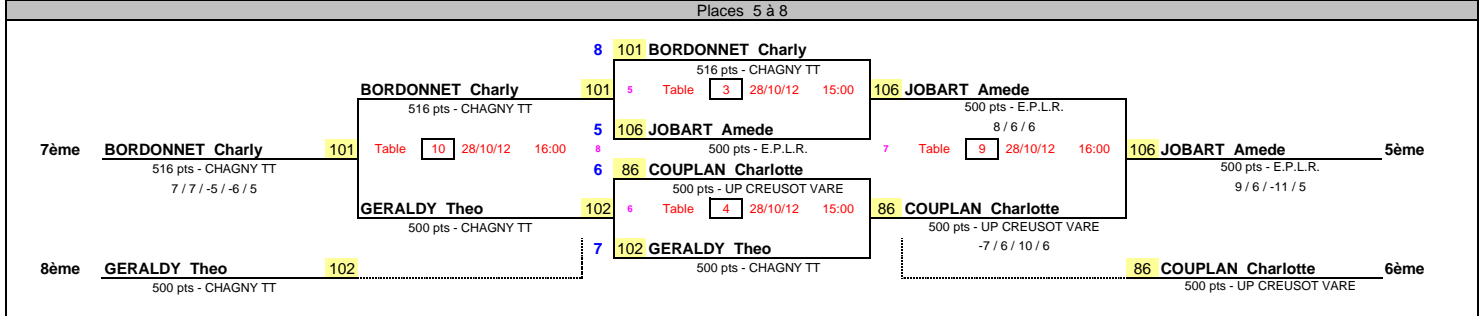 Places 5 à 8
8 101 BORDONNET Charly
516 pts - CHAGNY TT
BORDONNET Charly 101 5 Table 3 28/10/12 15:00 106 JOBART Amede
516 pts - CHAGNY TT 500 pts - E.P.L.R.
5 106 JOBART Amede 8 / 6 / 6
7ème BORDONNET Charly 101 Table 10 28/10/12 16:00 8 500 pts - E.P.L.R. 7 Table 9 28/10/12 16:00 106 JOBART Amede 5ème
516 pts - CHAGNY TT 6 86 COUPLAN Charlotte 500 pts - E.P.L.R.
7 / 7 / -5 / -6 / 5 500 pts - UP CREUSOT VARE 9 / 6 / -11 / 5
GERALDY Theo 102 6 Table 4 28/10/12 15:00 86 COUPLAN Charlotte
500 pts - CHAGNY TT 500 pts - UP CREUSOT VARE
7 102 GERALDY Theo -7 / 6 / 10 / 6
8ème GERALDY Theo 102 500 pts - CHAGNY TT 86 COUPLAN Charlotte 6ème
500 pts - CHAGNY TT 500 pts - UP CREUSOT VARE